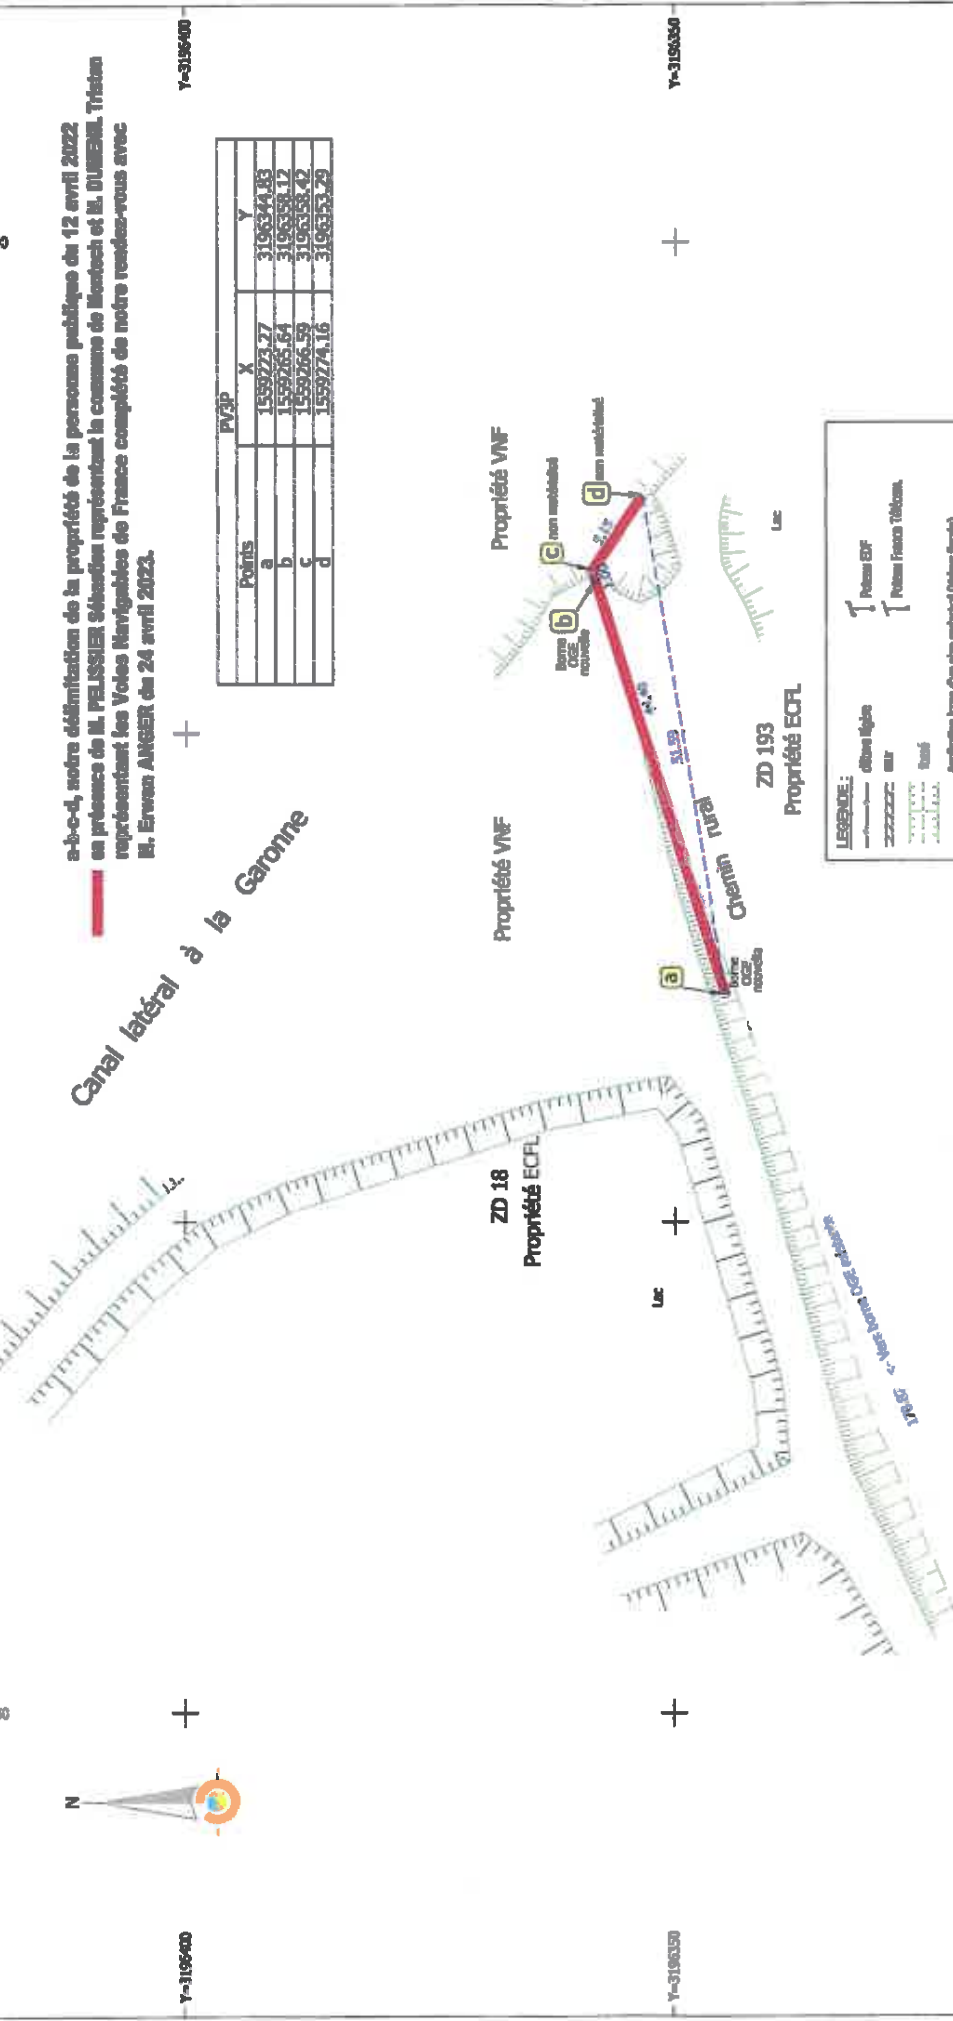 a-b-c-d, notre délimitation de la propriété de la personne publique du 12 avril 2022
en présence de M. PELISSIER Sébastien représentant la commune de Montech et M. DUMENIL Tristan
représentant les Voies Navigables de France complété de notre rendez-vous avec
M. Erwan ANGER du 24 avril 2023.
Y=3196400
Y=3196400
Y=3196350
Y=3196350
N
PV3P
Points X Y
a 1559223.27 3196344.83
b 1559265.64 3196358.12
c 1559266.59 3196358.42
d 1559274.16 3196353.29
Canal latéral à la Garonne
Propriété VNF
Propriété VNF
c non matérialisé
d non matérialisé
b
Borne
OGE
nouvelle
a
borne
OGE
nouvelle
51.59
Chemin rural
ZD 18
Propriété ECFL
Lac
ZD 193
Propriété ECFL
Lac
<- Vers borne OGE existante
LEGENDE :
clôture légère
mur
fossé
Poteau EDF
Poteau France Télécom.